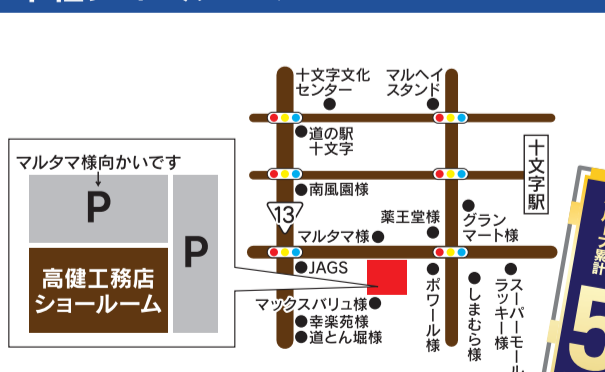 十文字文化
センター
マルヘイ
スタンド
道の駅
十文字
十文字駅
南風園様
13
薬王堂様
グラン
マート様
マルタマ様
JAGS
マックスバリュ様
幸楽苑様
道とん堀様
ポワール様
しまむら様
スーパーモール
ラッキー様
マルタマ様向かいです
P
P
高健工務店
ショールーム
累計
5